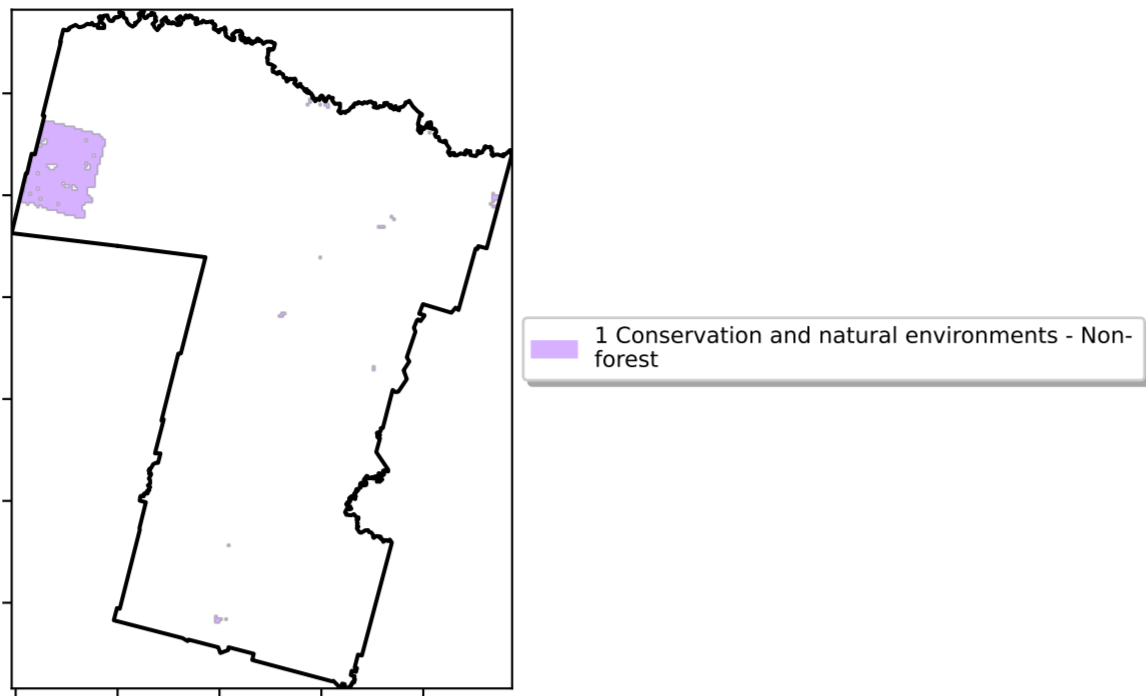 1 Conservation and natural environments - Non-
forest